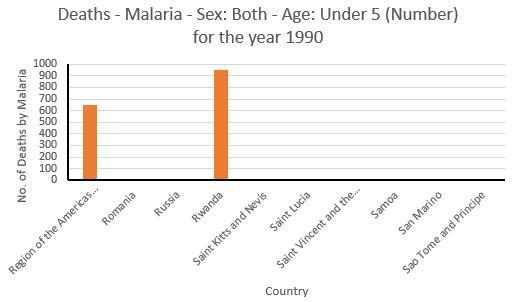 Deaths - Malaria - Sex: Both - Age: Under 5 (Number)
for the year 1990
No. of Deaths by Malaria
1000
900
800
700
600
500
400
300
200
100
0
Region of the Americas...
Romania
Russia
Rwanda
Saint Kitts and Nevis
Saint Lucia
Saint Vincent and the...
Samoa
San Marino
Sao Tome and Principe
Country